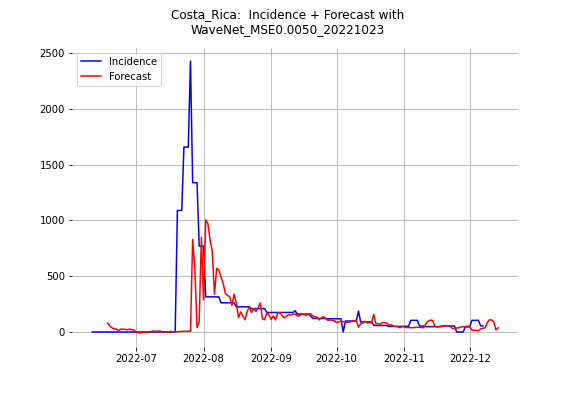 Costa_Rica:  Incidence + Forecast with
WaveNet_MSE0.0050_20221023
Incidence
Forecast
2500
2000
1500
1000
500
0
2022-07 2022-08 2022-09 2022-10 2022-11 2022-12